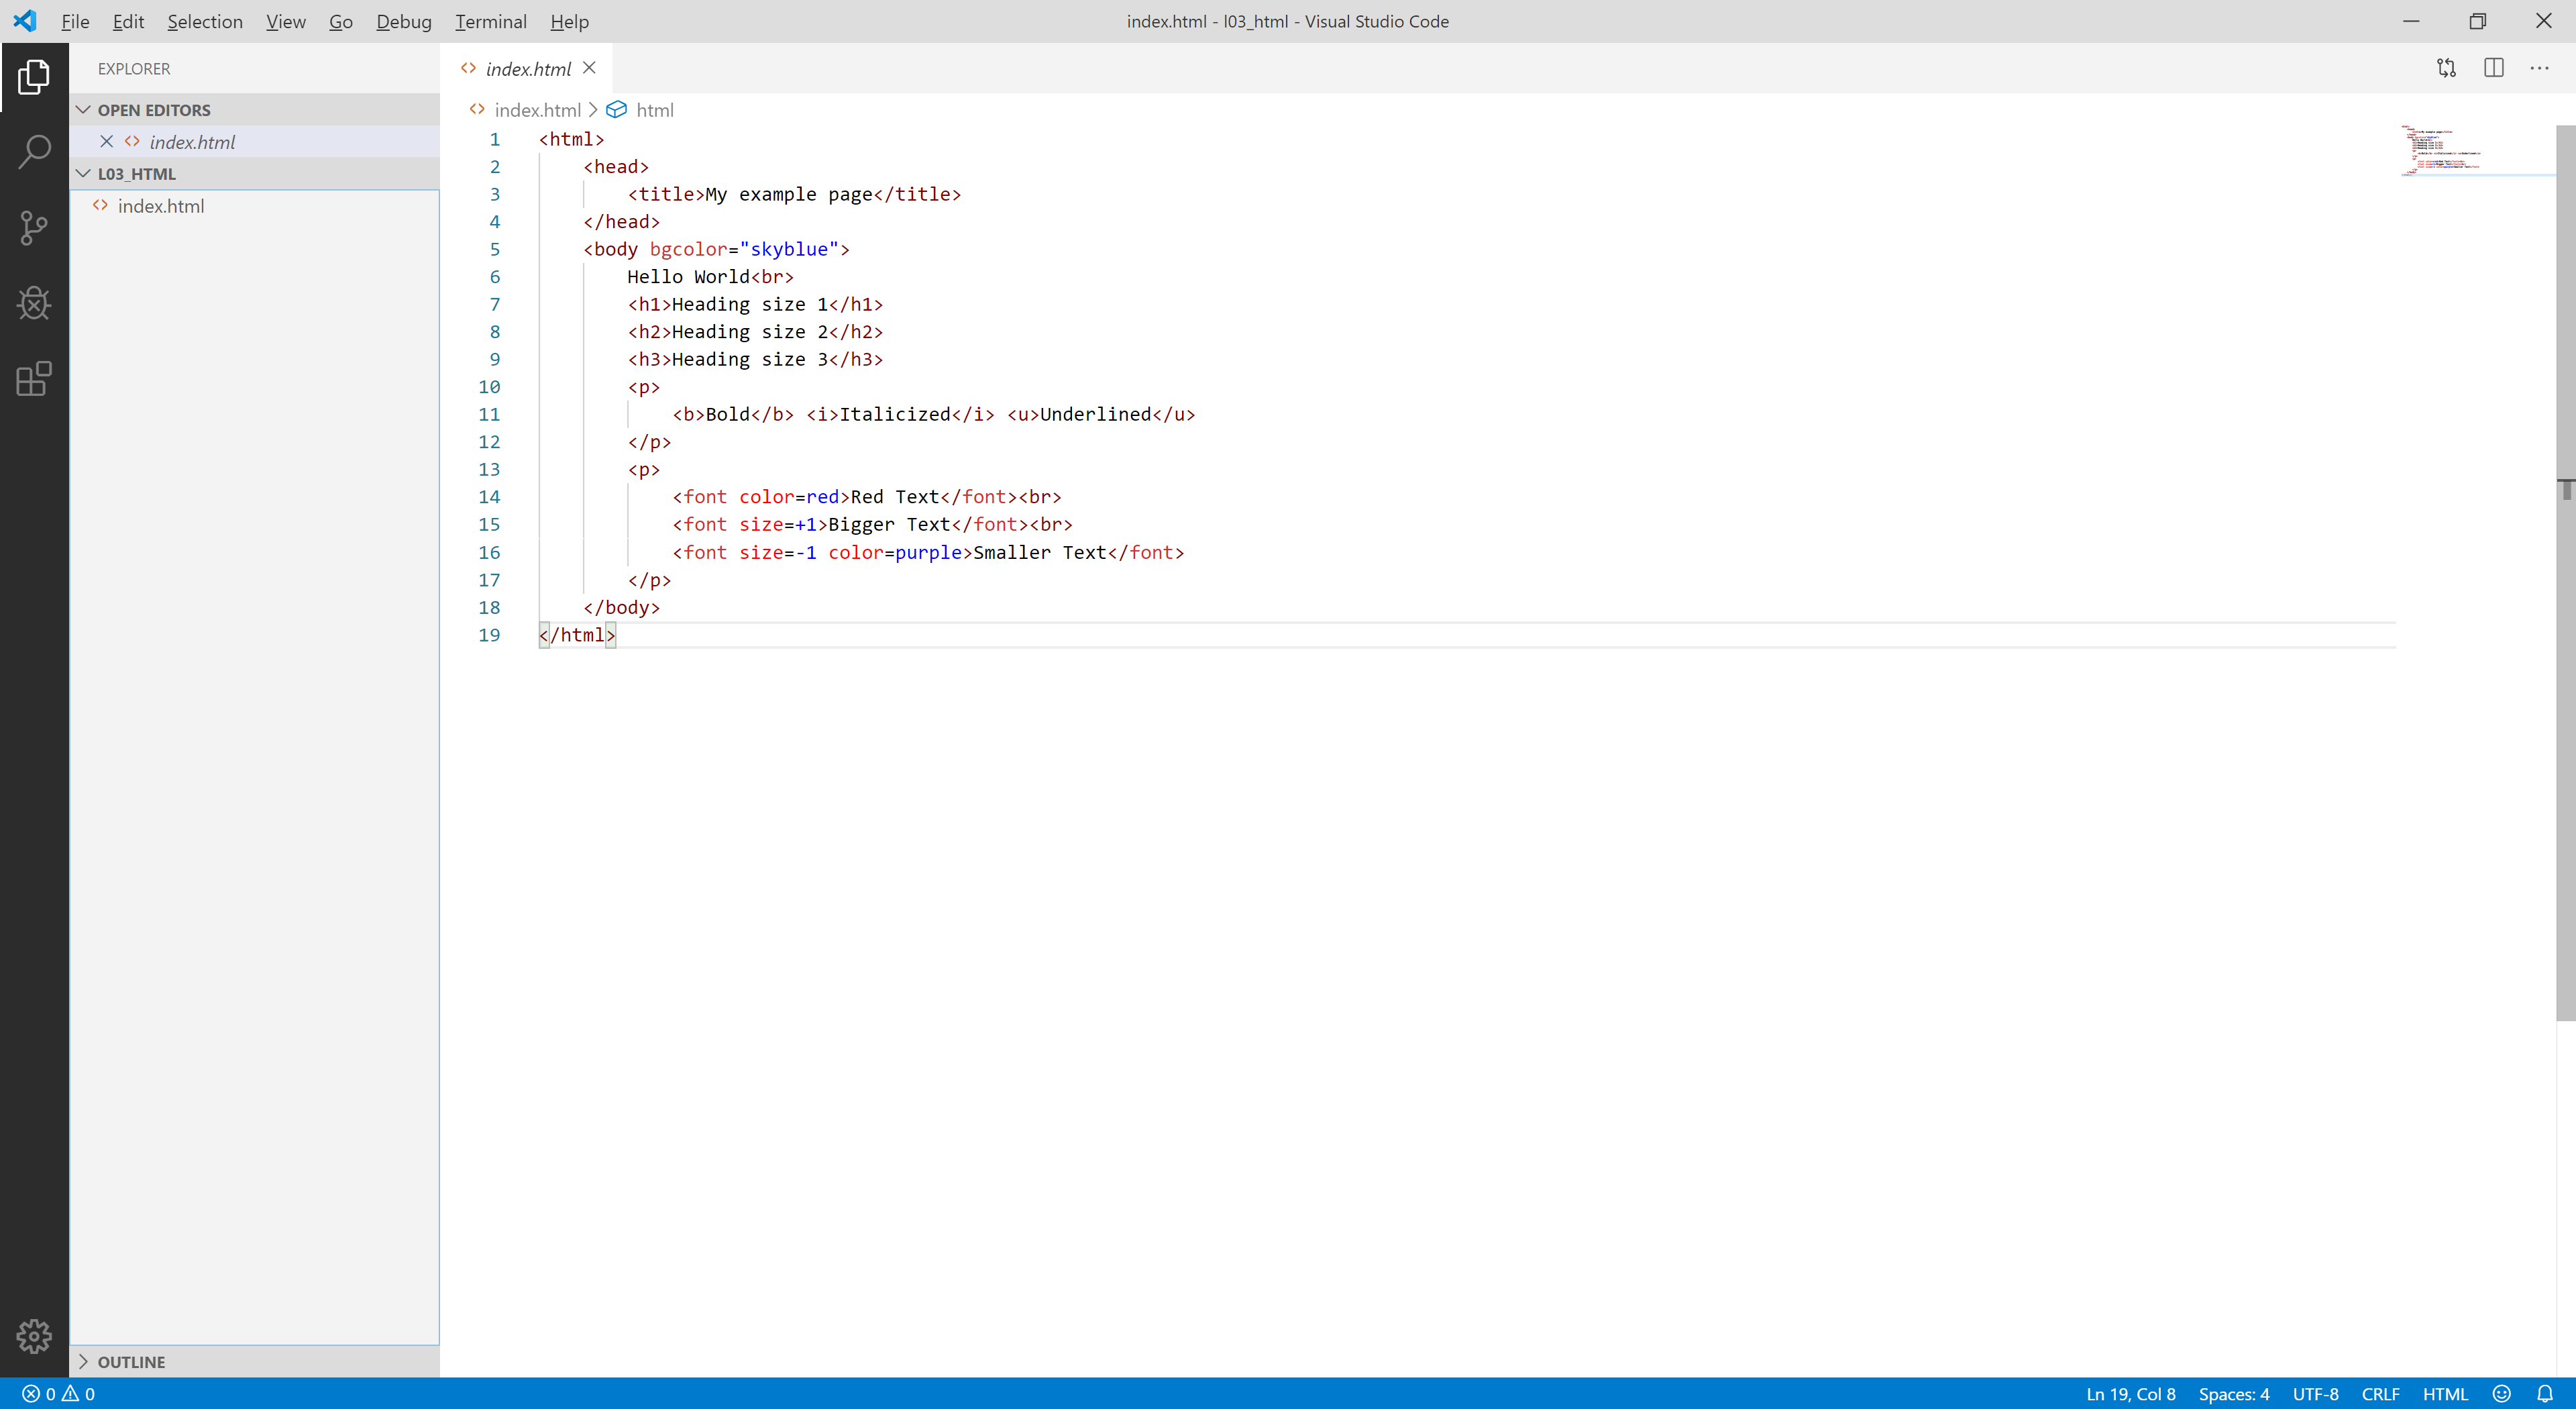 File Edit Selection View Go Debug Terminal Help index.html - l03_html - Visual Studio Code
EXPLORER
OPEN EDITORS
index.html
L03_HTML
index.html
OUTLINE
index.html
index.html > html
1 <html>
2     <head>
3         <title>My example page</title>
4     </head>
5     <body bgcolor="skyblue">
6         Hello World<br>
7         <h1>Heading size 1</h1>
8         <h2>Heading size 2</h2>
9         <h3>Heading size 3</h3>
10         <p>
11             <b>Bold</b> <i>Italicized</i> <u>Underlined</u>
12         </p>
13         <p>
14             <font color=red>Red Text</font><br>
15             <font size=+1>Bigger Text</font><br>
16             <font size=-1 color=purple>Smaller Text</font>
17         </p>
18     </body>
19 </html>
0 0 Ln 19, Col 8 Spaces: 4 UTF-8 CRLF HTML